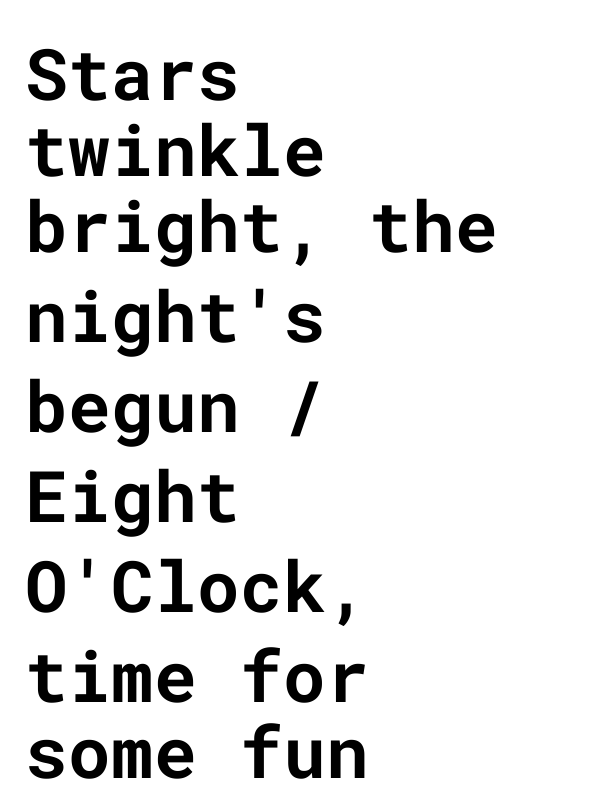 Stars
twinkle
bright, the
night's
begun /
Eight
O'Clock,
time for
some fun